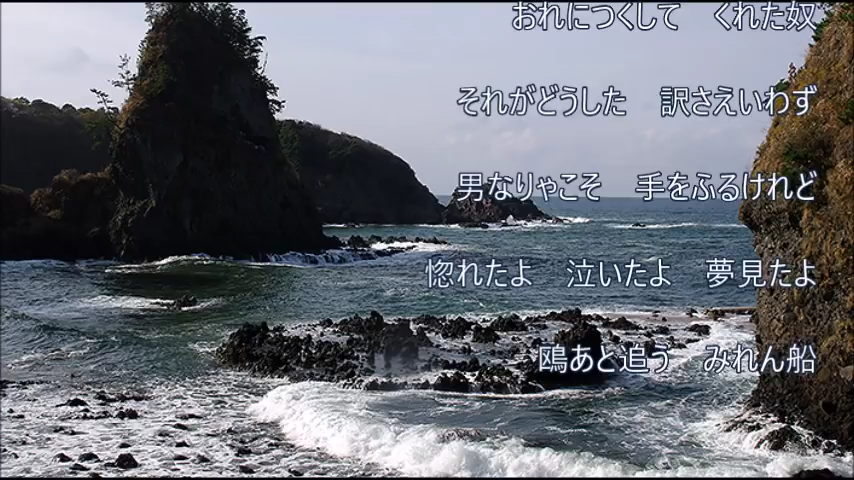 おれにつくして　くれた奴
それがどうした　訳さえいわず
男なりゃこそ　手をふるけれど
惚れたよ　泣いたよ　夢見たよ
鴎あと追う　みれん船